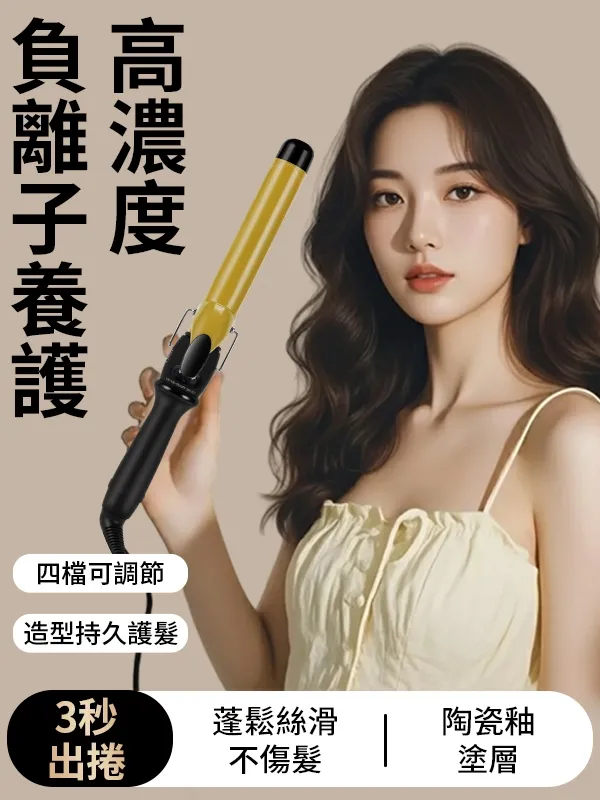 高濃度
負離子養護
四檔可調節
造型持久護髮
3秒
出捲
蓬鬆絲滑
不傷髮
陶瓷釉
塗層